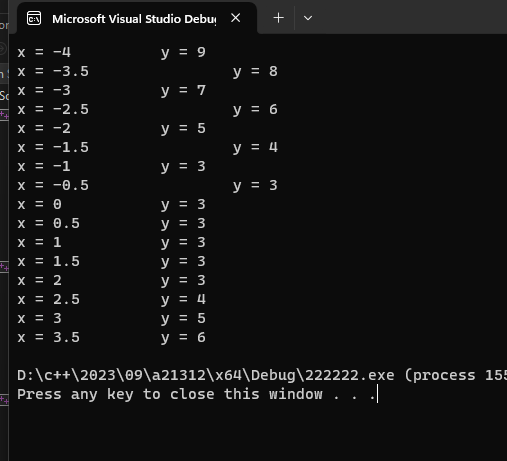 Microsoft Visual Studio Debu
x = -4 y = 9
x = -3.5 y = 8
x = -3 y = 7
x = -2.5 y = 6
x = -2 y = 5
x = -1.5 y = 4
x = -1 y = 3
x = -0.5 y = 3
x = 0 y = 3
x = 0.5 y = 3
x = 1 y = 3
x = 1.5 y = 3
x = 2 y = 3
x = 2.5 y = 4
x = 3 y = 5
x = 3.5 y = 6
D:\c++\2023\09\a21312\x64\Debug\222222.exe (process 155
Press any key to close this window . . .